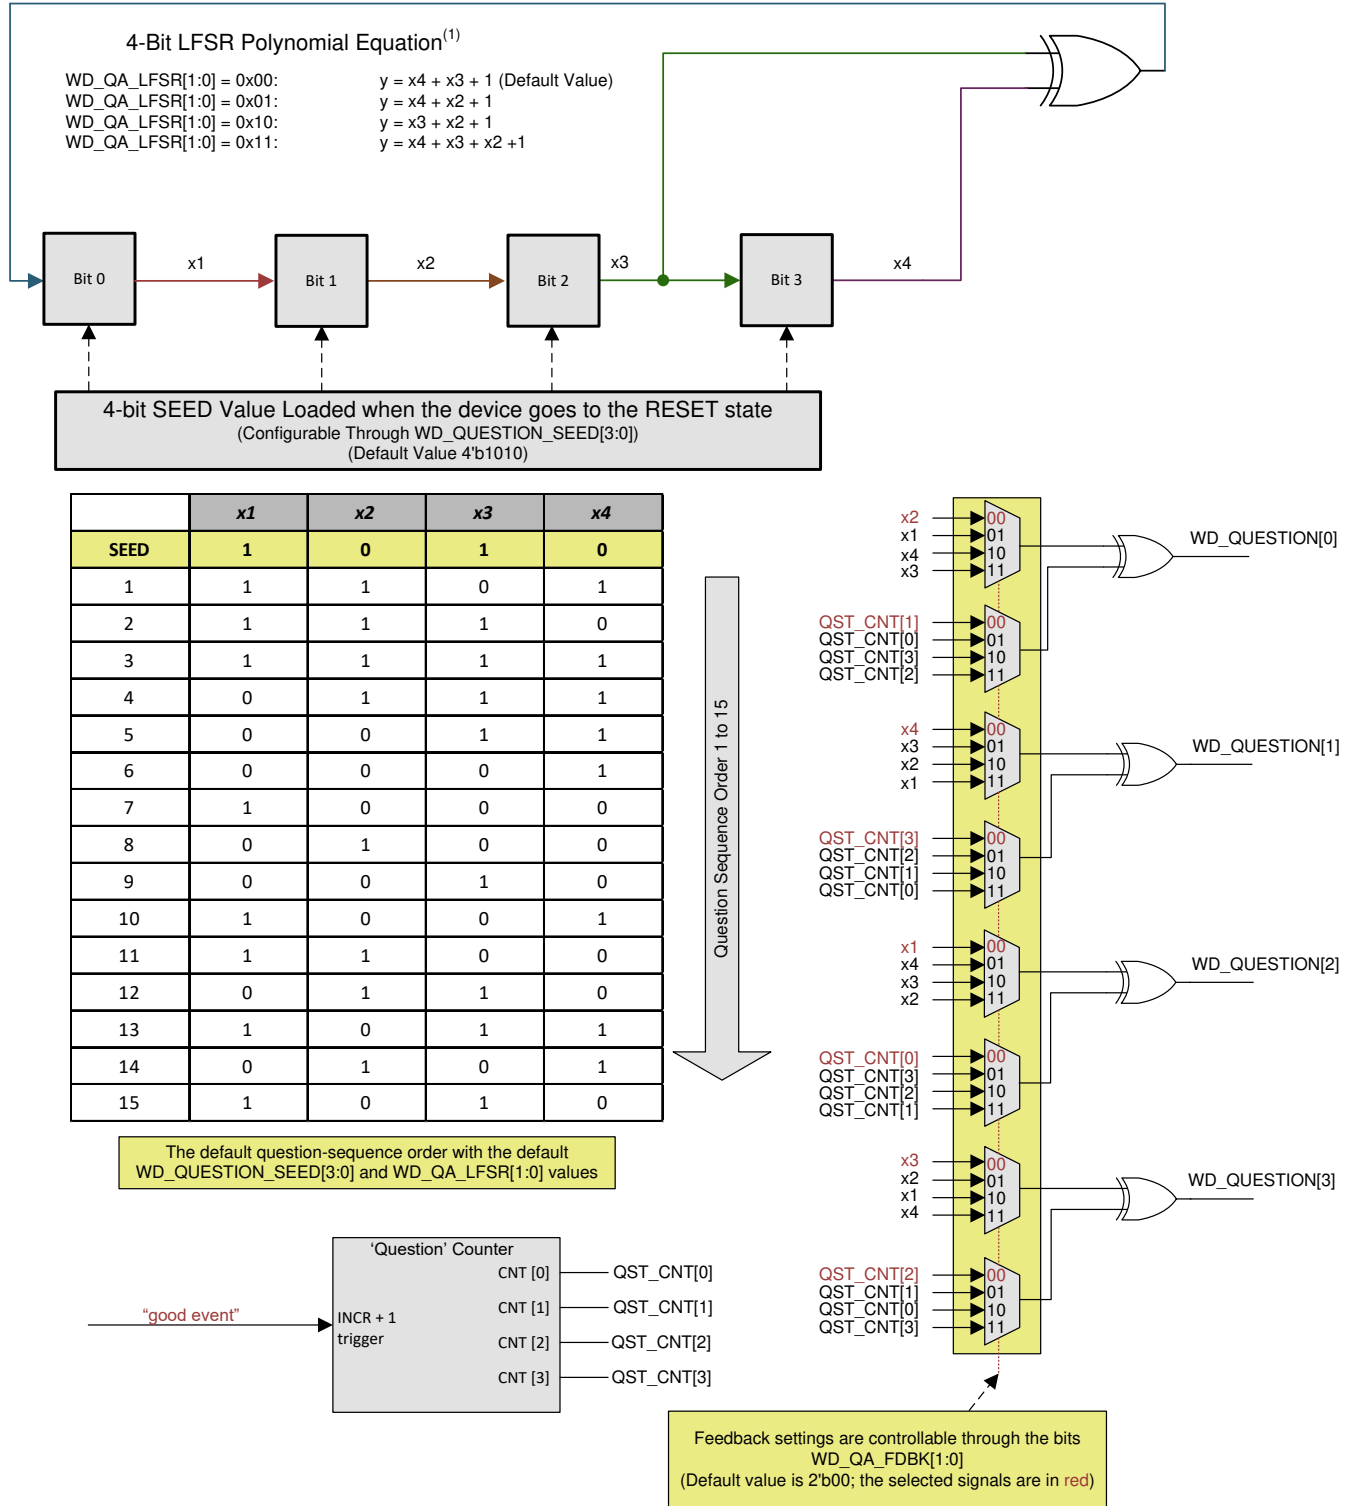 4-Bit LFSR Polynomial Equation(1)
WD_QA_LFSR[1:0] = 0x00: y = x4 + x3 + 1 (Default Value)
WD_QA_LFSR[1:0] = 0x01: y = x4 + x2 + 1
WD_QA_LFSR[1:0] = 0x10: y = x3 + x2 + 1
WD_QA_LFSR[1:0] = 0x11: y = x4 + x3 + x2 +1
Bit 0 x1 Bit 1 x2 Bit 2 x3 Bit 3 x4
4-bit SEED Value Loaded when the device goes to the RESET state
(Configurable Through WD_QUESTION_SEED[3:0])
(Default Value 4'b1010)
x1 x2 x3 x4
SEED 1 0 1 0
1 1 1 0 1
2 1 1 1 0
3 1 1 1 1
4 0 1 1 1
5 0 0 1 1
6 0 0 0 1
7 1 0 0 0
8 0 1 0 0
9 0 0 1 0
10 1 0 0 1
11 1 1 0 0
12 0 1 1 0
13 1 0 1 1
14 0 1 0 1
15 1 0 1 0
Question Sequence Order 1 to 15
The default question-sequence order with the default
WD_QUESTION_SEED[3:0] and WD_QA_LFSR[1:0] values
x2 00
x1 01
x4 10
x3 11
WD_QUESTION[0]
QST_CNT[1] 00
QST_CNT[0] 01
QST_CNT[3] 10
QST_CNT[2] 11
x4 00
x3 01
x2 10
x1 11
WD_QUESTION[1]
QST_CNT[3] 00
QST_CNT[2] 01
QST_CNT[1] 10
QST_CNT[0] 11
x1 00
x4 01
x3 10
x2 11
WD_QUESTION[2]
QST_CNT[0] 00
QST_CNT[3] 01
QST_CNT[2] 10
QST_CNT[1] 11
x3 00
x2 01
x1 10
x4 11
WD_QUESTION[3]
QST_CNT[2] 00
QST_CNT[1] 01
QST_CNT[0] 10
QST_CNT[3] 11
'Question' Counter
"good event"
INCR + 1
trigger
CNT [0] QST_CNT[0]
CNT [1] QST_CNT[1]
CNT [2] QST_CNT[2]
CNT [3] QST_CNT[3]
Feedback settings are controllable through the bits
WD_QA_FDBK[1:0]
(Default value is 2'b00; the selected signals are in red)